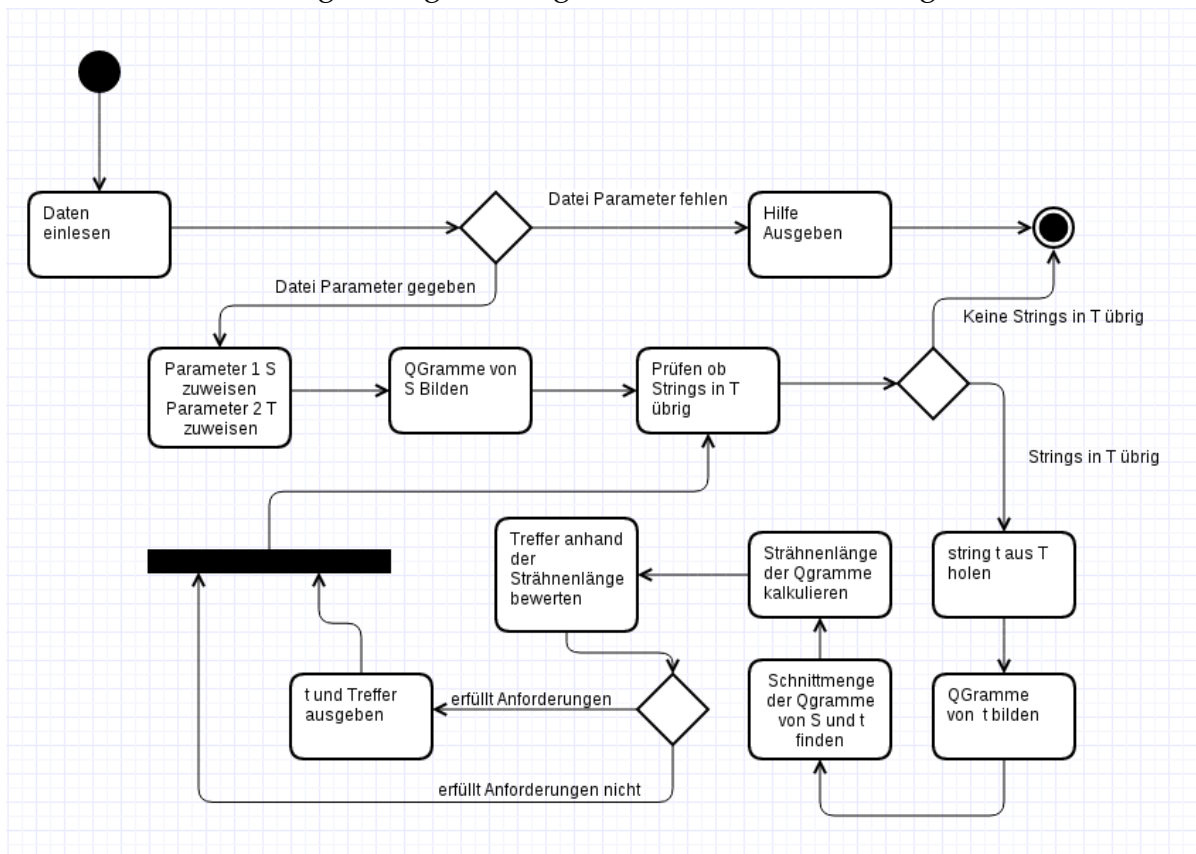 Datei Parameter fehlen
Daten
einlesen
Hilfe
Ausgeben
Datei Parameter gegeben
Keine Strings in T übrig
Parameter 1 S
zuweisen
Parameter 2 T
zuweisen
QGramme von
S Bilden
Prüfen ob
Strings in T
übrig
Strings in T übrig
Treffer anhand
der
Strähnenlänge
bewerten
Strähnenlänge
der Qgramme
kalkulieren
string t aus T
holen
t und Treffer
ausgeben
erfüllt Anforderungen
Schnittmenge
der Qgramme
von S und t
finden
QGramme
von t bilden
erfüllt Anforderungen nicht